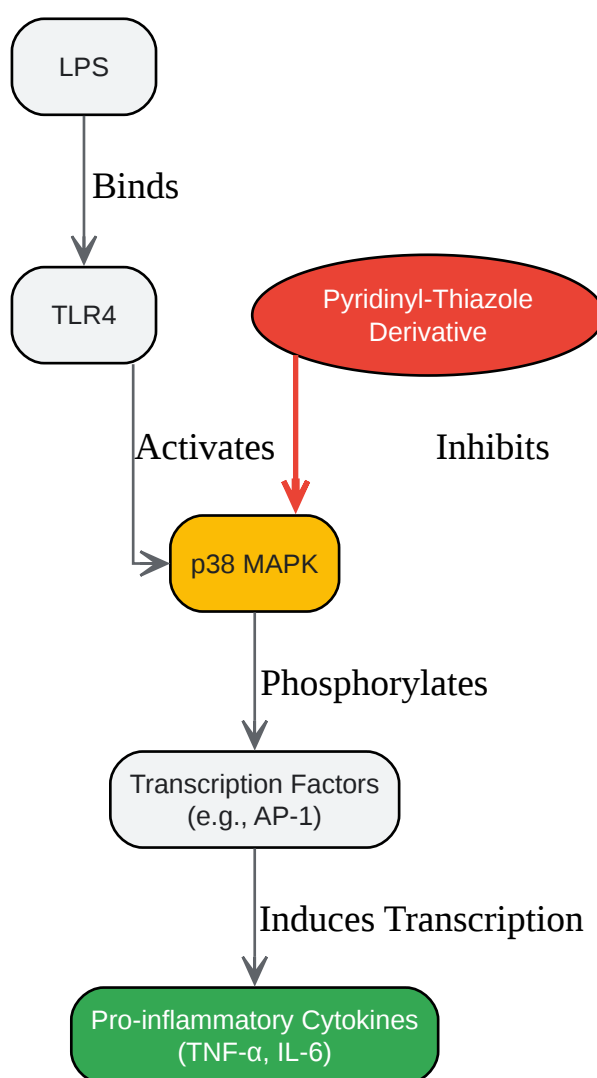 LPS
Binds
TLR4
Pyridinyl-Thiazole
Derivative
Activates
Inhibits
p38 MAPK
Phosphorylates
Transcription Factors
(e.g., AP-1)
Induces Transcription
Pro-inflammatory Cytokines
(TNF-α, IL-6)